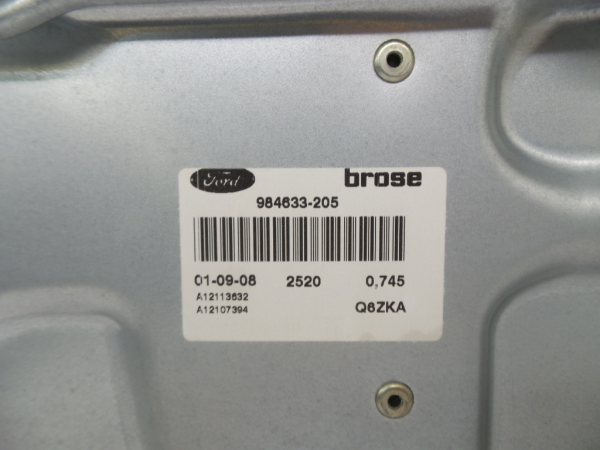 Ford brose
984633-205
01-09-08 2520 0,745
A12113632
A12107394 Q6ZKA